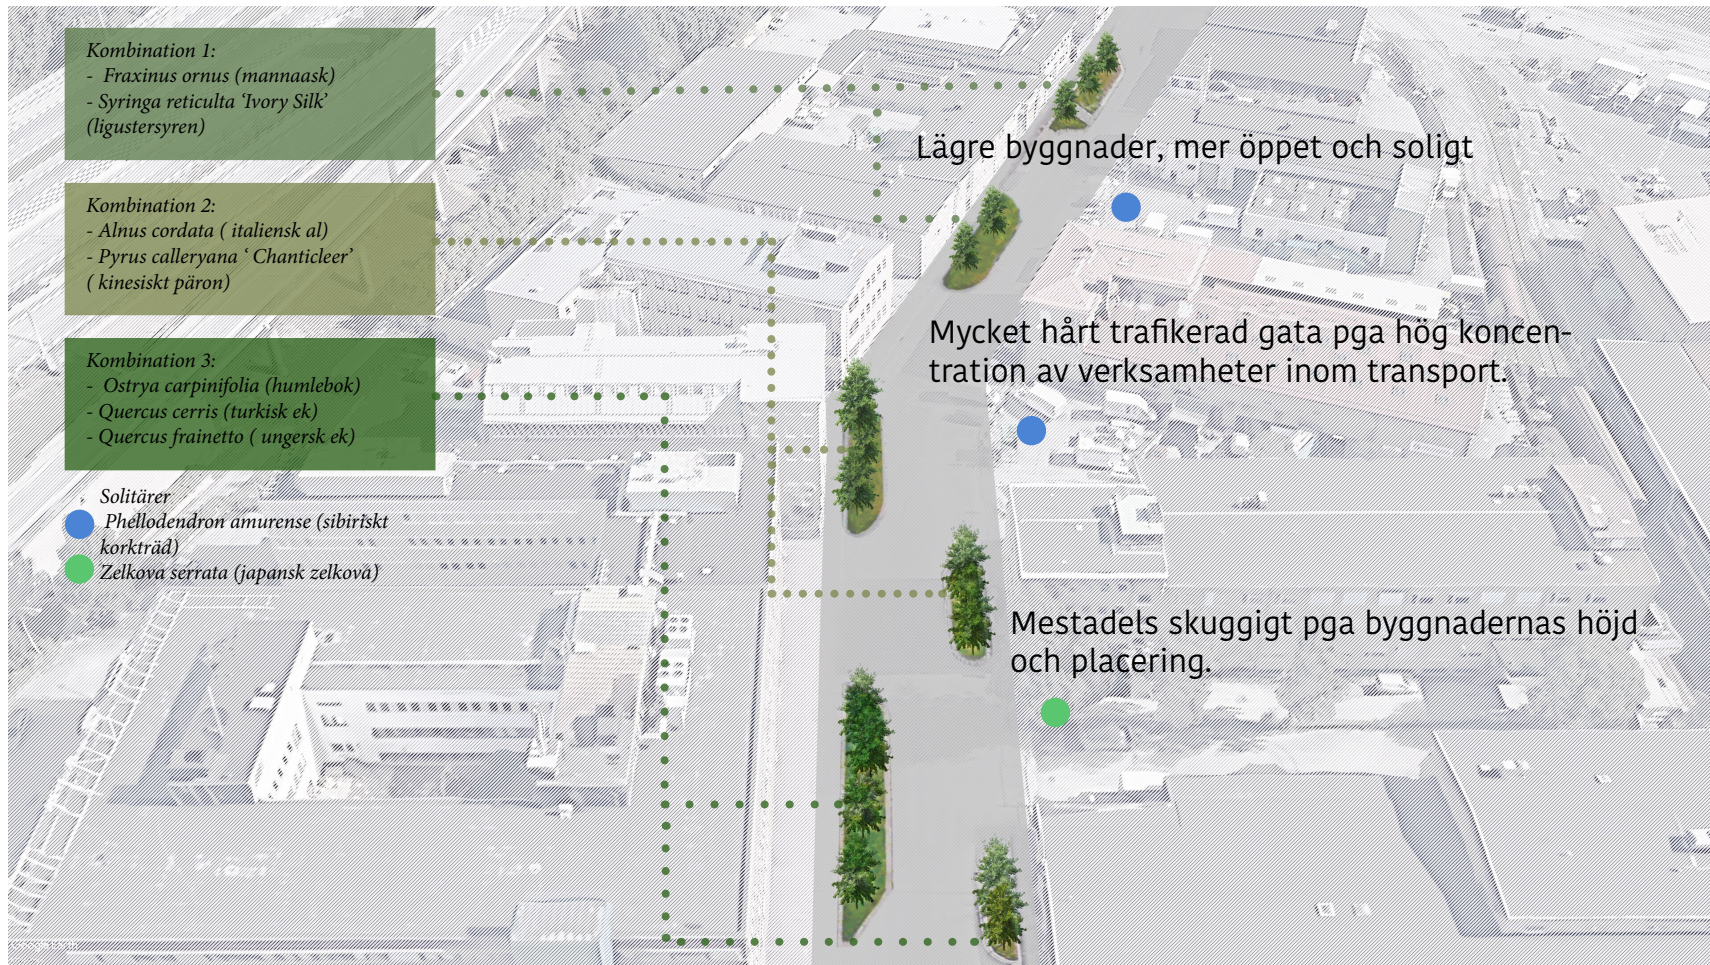 Kombination 1:
- Fraxinus ornus (mannaask)
- Syringa reticulta ‘Ivory Silk’
(ligustersyren)
Kombination 2:
- Alnus cordata ( italiensk al)
- Pyrus calleryana ‘ Chanticleer’
( kinesiskt päron)
Kombination 3:
- Ostrya carpinifolia (humlebok)
- Quercus cerris (turkisk ek)
- Quercus frainetto ( ungersk ek)
Solitärer
Phellodendron amurense (sibiriskt
korkträd)
Zelkova serrata (japansk zelkova)
Lägre byggnader, mer öppet och soligt
Mycket hårt trafikerad gata pga hög koncen-
tration av verksamheter inom transport.
Mestadels skuggigt pga byggnadernas höjd
och placering.
Google Earth